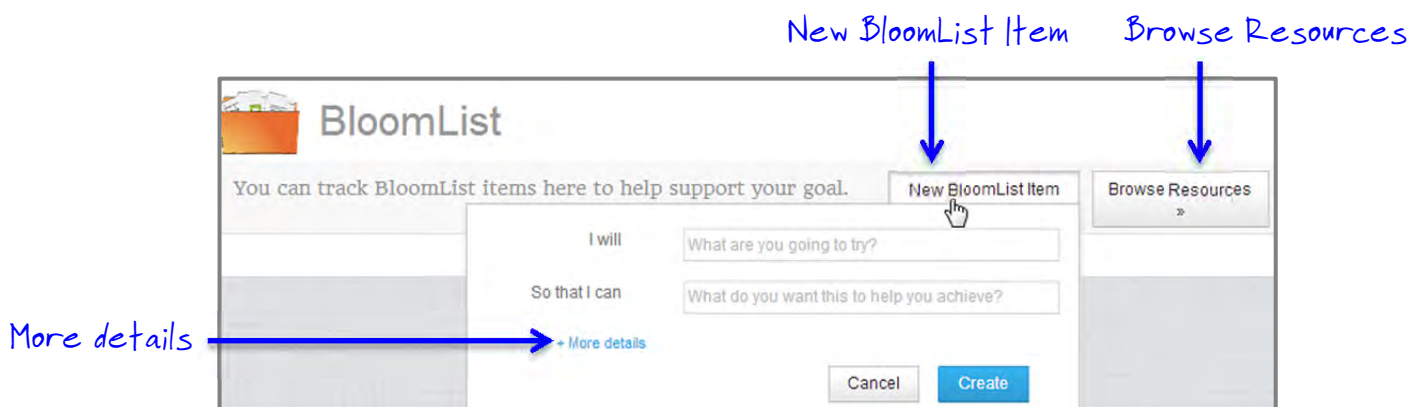 New BloomList Item Browse Resources
BloomList
You can track BloomList items here to help support your goal. New BloomList Item Browse Resources
»
I will What are you going to try?
So that I can What do you want this to help you achieve?
More details + More details
Cancel Create